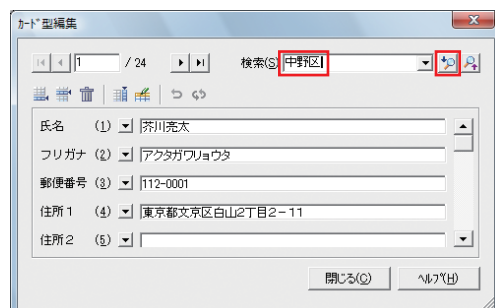 カード型編集
1 / 24 検索(S) 中野区
氏名 (1) 芥川亮太
フリガナ (2) アクタガワリョウタ
郵便番号 (3) 112-0001
住所1 (4) 東京都文京区白山2丁目2-11
住所2 (5)
閉じる(C) ヘルプ(H)